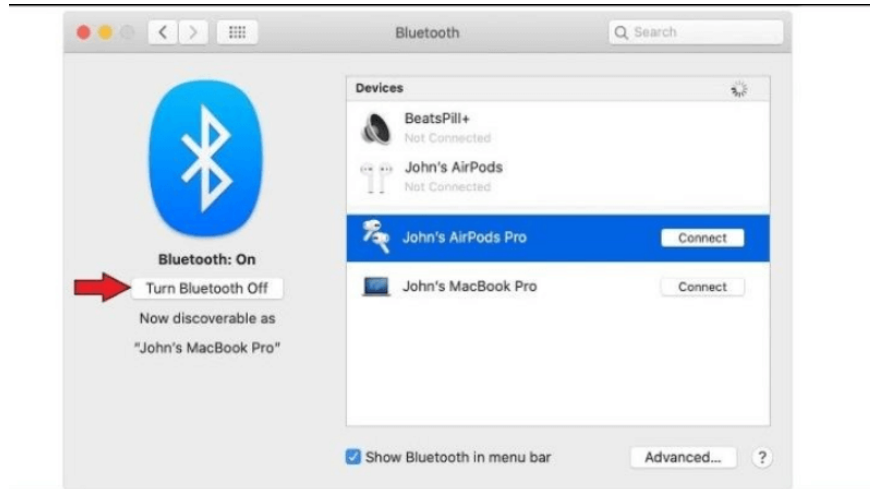 Bluetooth
Search
Bluetooth: On
Turn Bluetooth Off
Now discoverable as
"John's MacBook Pro"
Devices
BeatsPill+
Not Connected
John's AirPods
Not Connected
John's AirPods Pro
Connect
John's MacBook Pro
Connect
Show Bluetooth in menu bar
Advanced...
?